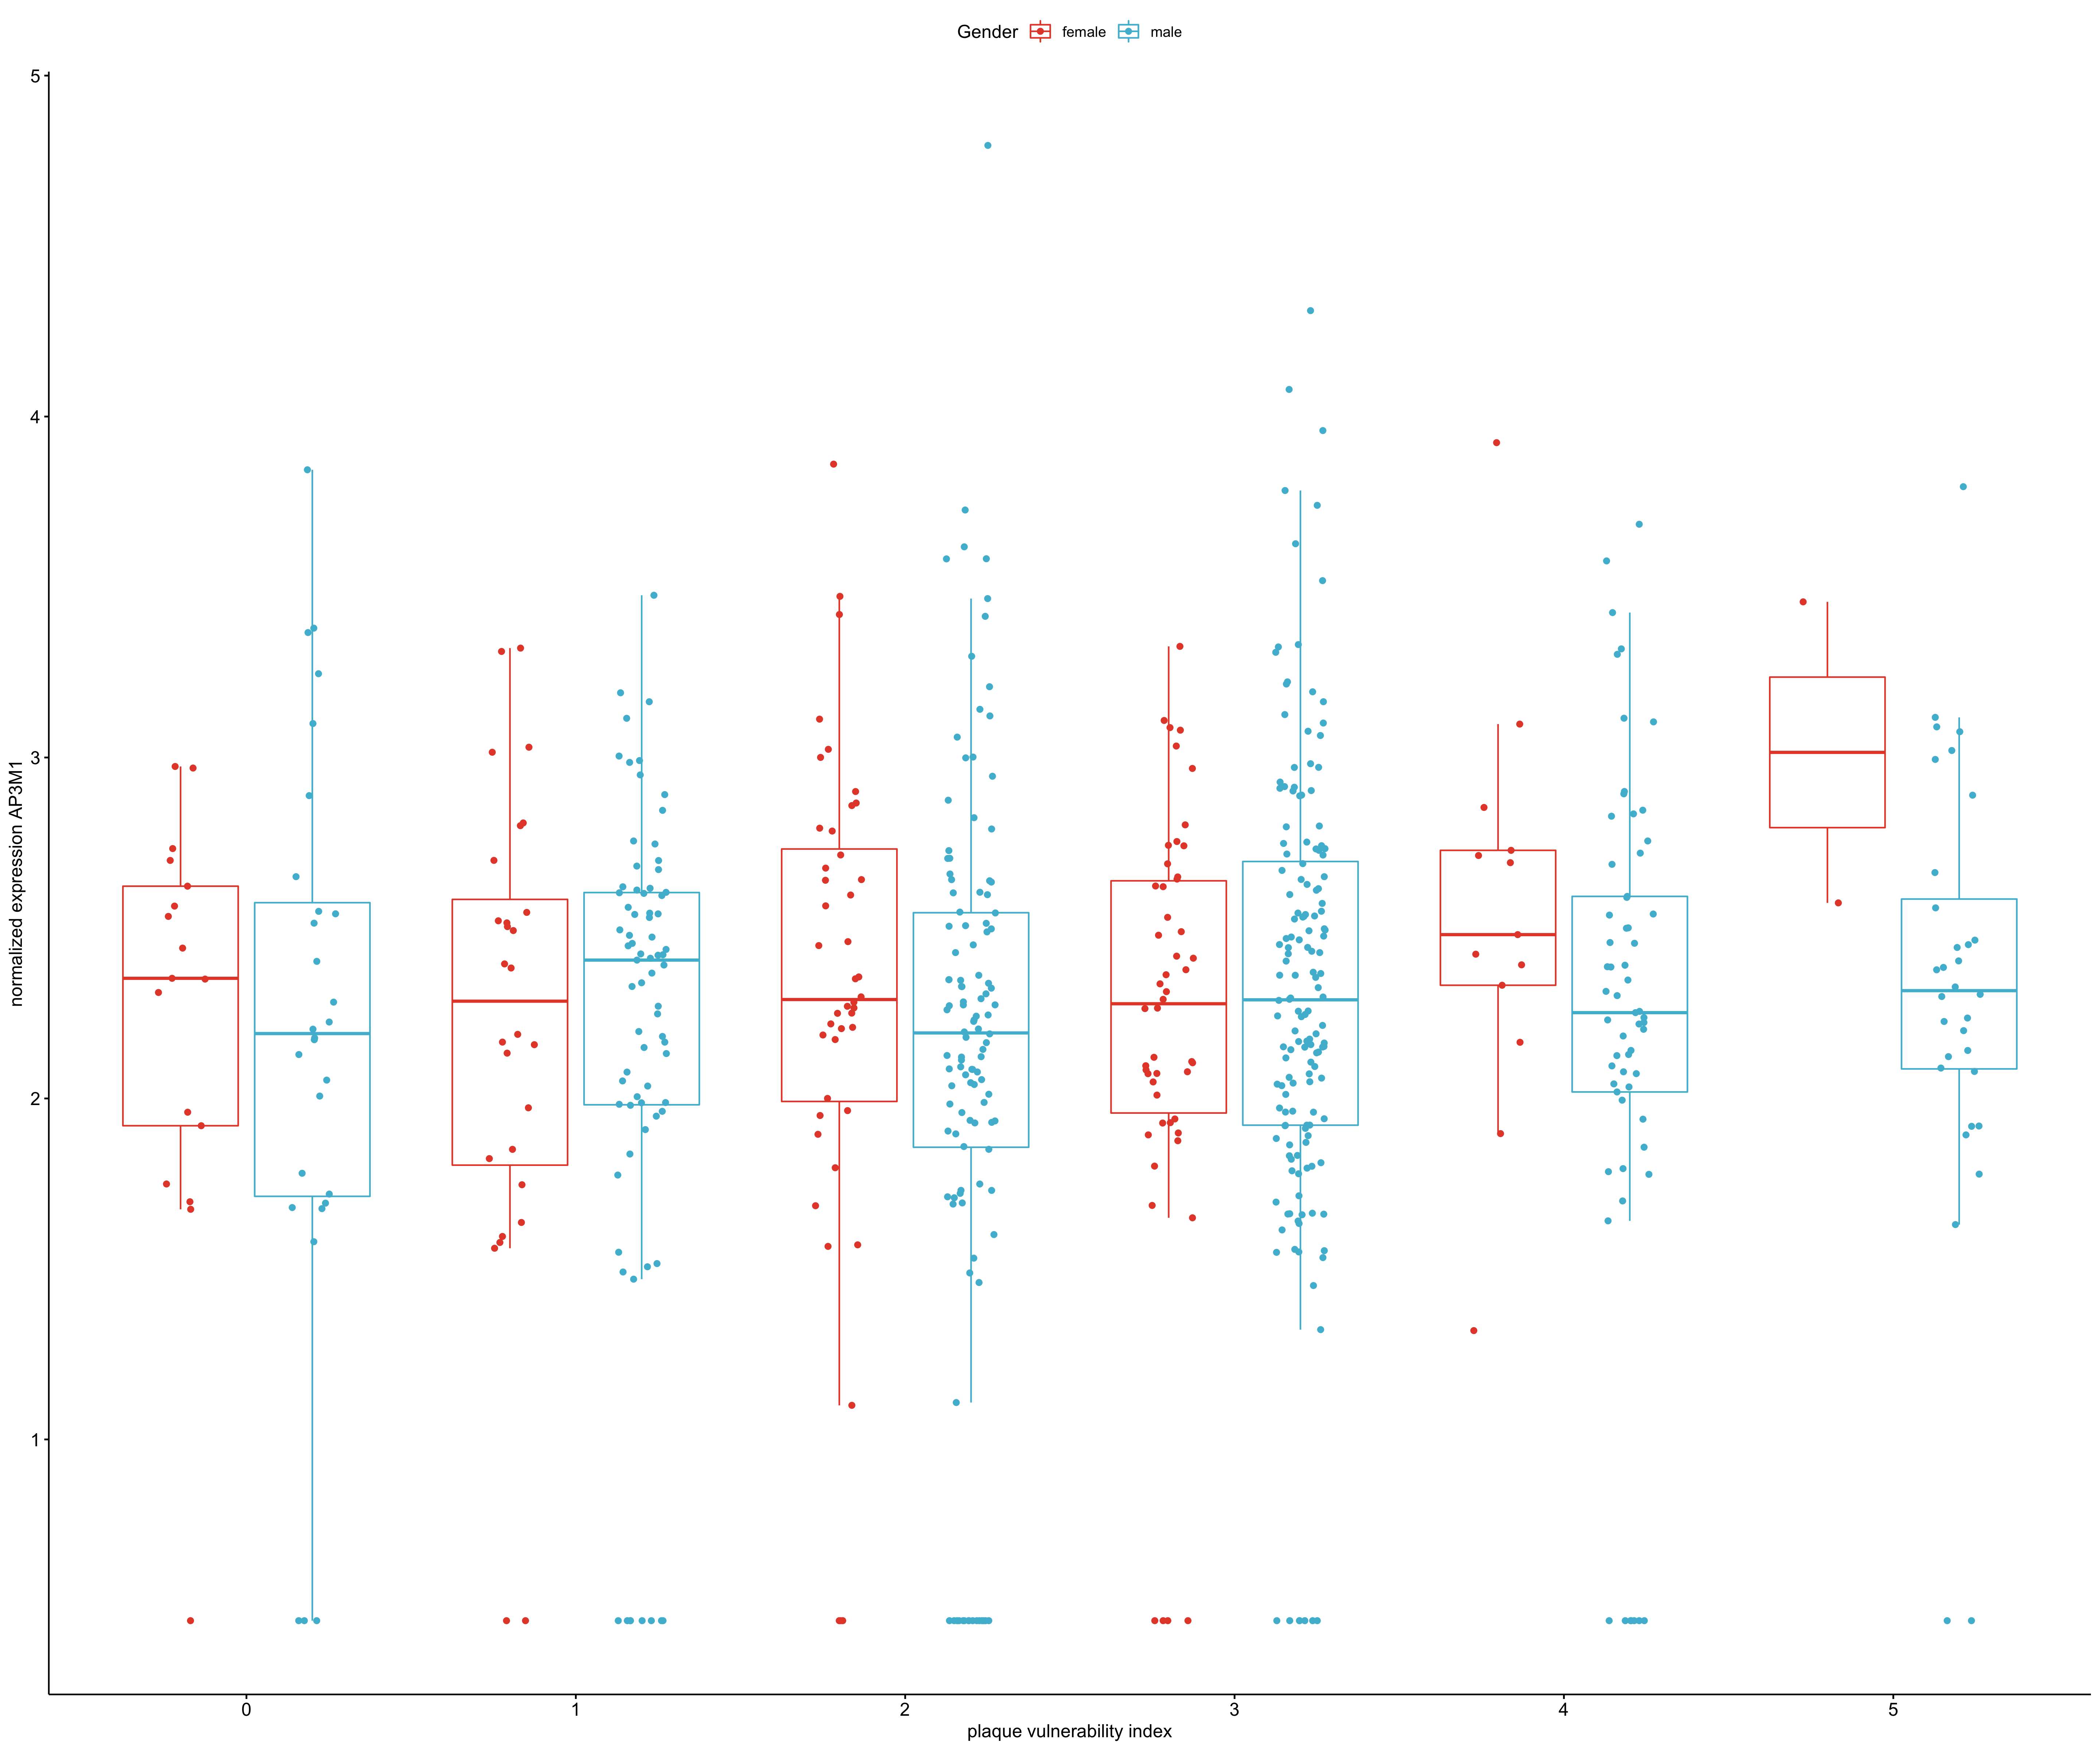 Gender female male
5
4
3
2
1
normalized expression AP3M1
0 1 2 3 4 5
plaque vulnerability index